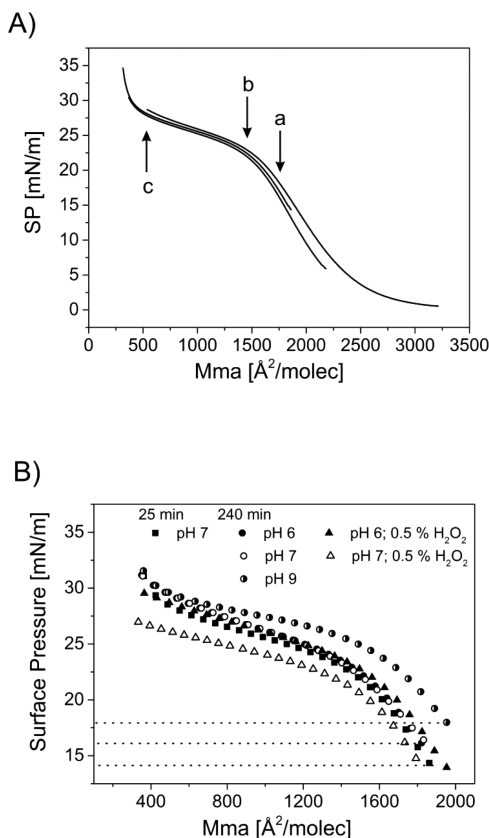 A)
35
30
25
20
15
10
5
0
SP [mN/m]
b
a
c
0 500 1000 1500 2000 2500 3000 3500
Mma [Å²/molec]
B)
25 min 240 min
pH 7 pH 6 pH 6; 0.5 % H₂O₂
pH 7 pH 7; 0.5 % H₂O₂
pH 9
35
30
25
20
15
Surface Pressure [mN/m]
400 800 1200 1600 2000
Mma [Å²/molec]